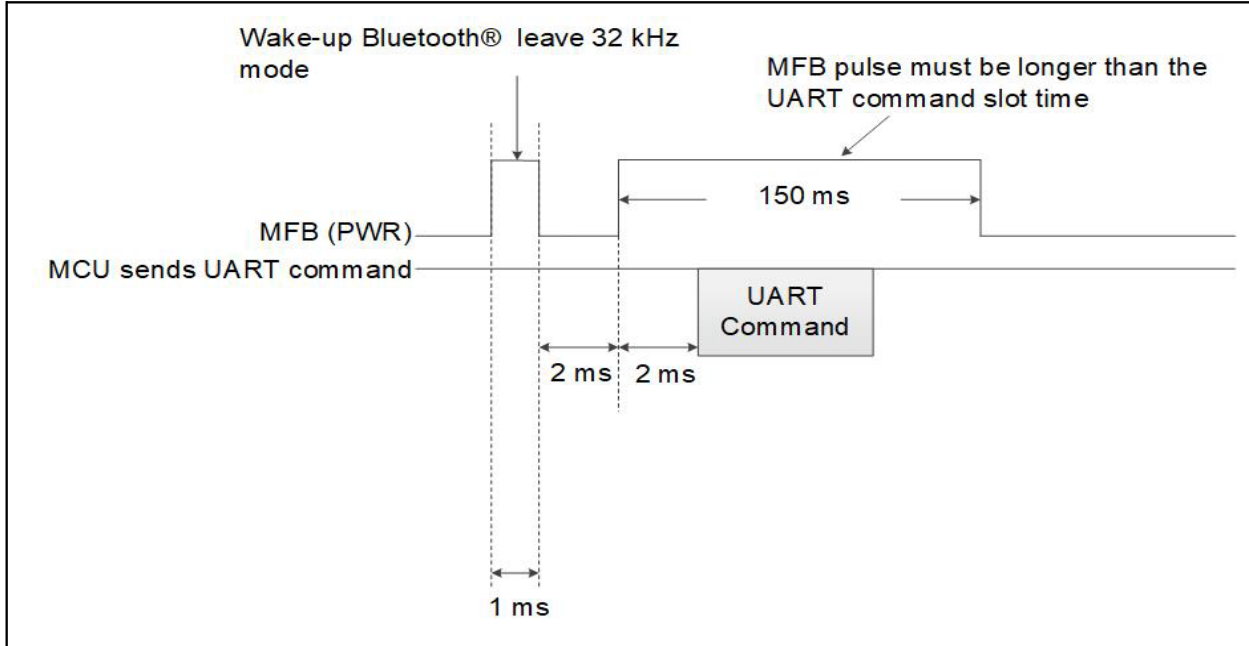 Wake-up Bluetooth® leave 32 kHz
mode
MFB pulse must be longer than the
UART command slot time
150 ms
MFB (PWR)
MCU sends UART command
UART
Command
2 ms
2 ms
1 ms